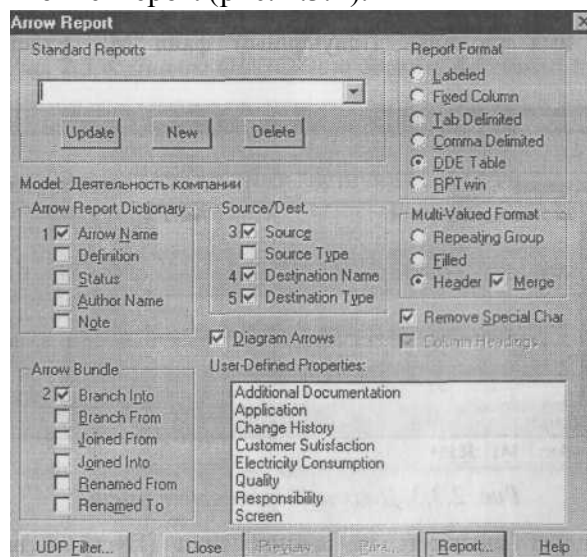 Arrow Report
Standard Reports
Update New Delete
Report Format
Labeled
Fixed Column
Tab Delimited
Comma Delimited
DDE Table
RPTwin
Model: Деятельность компании
Arrow Report Dictionary
1 Arrow Name
Definition
Status
Author Name
Note
Source/Dest.
3 Source
Source Type
4 Destination Name
5 Destination Type
Multi-Valued Format
Repeating Group
Filled
Header Merge
Diagram Arrows
Remove Special Char
Column Headings
Arrow Bundle
2 Branch Into
Branch From
Joined From
Joined Into
Renamed From
Renamed To
User-Defined Properties:
Additional Documentation
Application
Change History
Customer Sutisfaction
Electricity Consumption
Quality
Responsibility
Screen
UDP Filter... Close Preview Report... Help